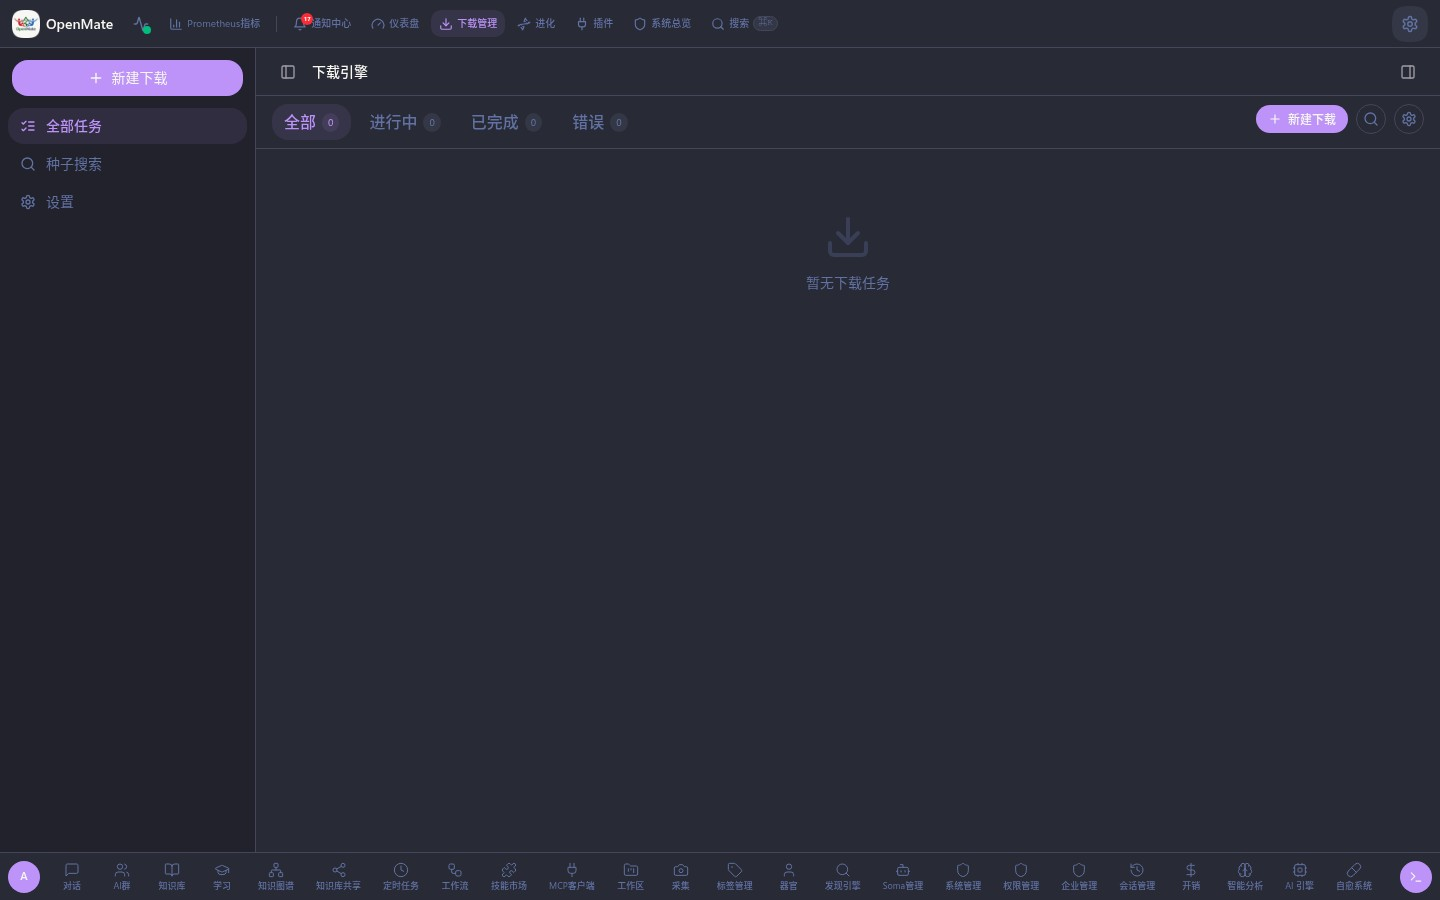 OpenMate
Prometheus指标
17
通知中心
仪表盘
下载管理
进化
插件
系统总览
搜索
新建下载
全部任务
种子搜索
设置
下载引擎
全部 0
进行中 0
已完成 0
错误 0
新建下载
暂无下载任务
A
对话
AI群
知识库
学习
知识图谱
知识库共享
定时任务
工作流
技能市场
MCP客户端
工作区
采集
标签管理
器官
发现引擎
Soma管理
系统管理
权限管理
企业管理
会话管理
开销
智能分析
AI 引擎
自愈系统